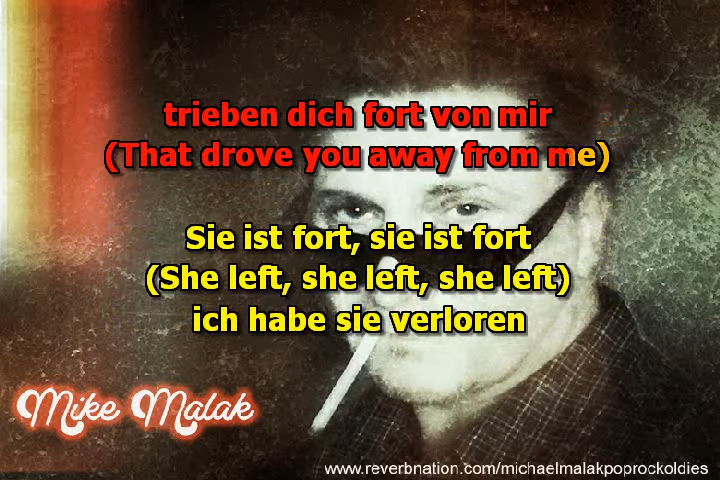 trieben dich fort von mir
(That drove you away from me)
Sie ist fort, sie ist fort
(She left, she left, she left)
ich habe sie verloren
Mike Malak
www.reverbnation.com/michaelmalakpoprockoldies